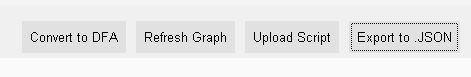 Convert to DFA Refresh Graph Upload Script Export to .JSON